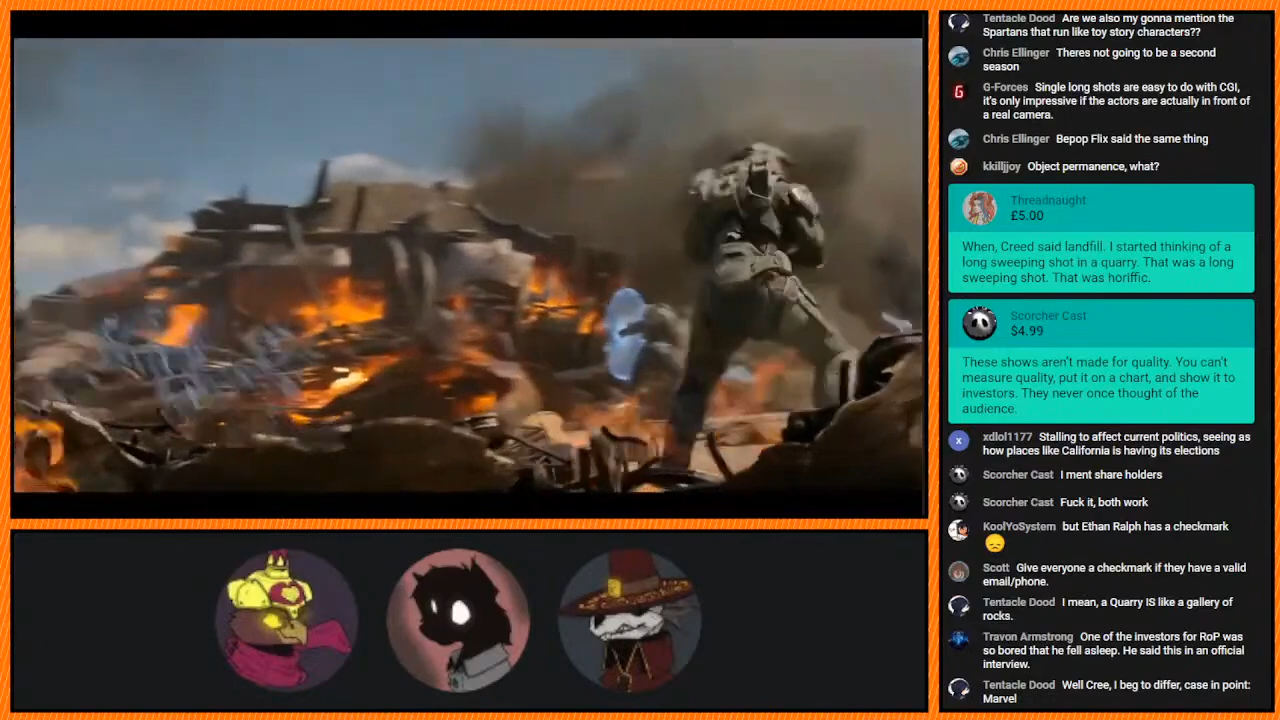 Tentacle Dood Are we also my gonna mention the
Spartans that run like toy story characters??
Chris Ellinger Theres not going to be a second
season
G-Forces Single long shots are easy to do with CGI,
it's only impressive if the actors are actually in front of
a real camera.
Chris Ellinger Bepop Flix said the same thing
kkilljjoy Object permanence, what?
Threadnaught
£5.00
When, Creed said landfill. I started thinking of a
long sweeping shot in a quarry. That was a long
sweeping shot. That was horiffic.
Scorcher Cast
$4.99
These shows aren't made for quality. You can't
measure quality, put it on a chart, and show it to
investors. They never once thought of the
audience.
x
xdlol1177 Stalling to affect current politics, seeing as
how places like California is having its elections
Scorcher Cast I ment share holders
Scorcher Cast Fuck it, both work
KoolYoSystem but Ethan Ralph has a checkmark
Scott Give everyone a checkmark if they have a valid
email/phone.
Tentacle Dood I mean, a Quarry IS like a gallery of
rocks.
Travon Armstrong One of the investors for RoP was
so bored that he fell asleep. He said this in an official
interview.
Tentacle Dood Well Cree, I beg to differ, case in point:
Marvel